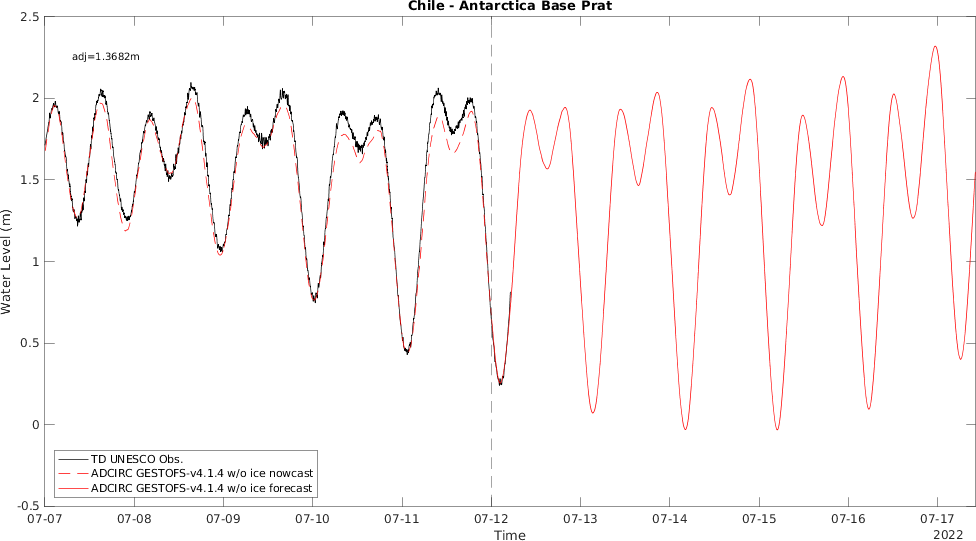 Chile - Antarctica Base Prat
2.5
adj=1.3682m
2
1.5
1
0.5
0
-0.5
Water Level (m)
TD UNESCO Obs.
ADCIRC GESTOFS-v4.1.4 w/o ice nowcast
ADCIRC GESTOFS-v4.1.4 w/o ice forecast
07-07 07-08 07-09 07-10 07-11 07-12 07-13 07-14 07-15 07-16 07-17
Time
2022